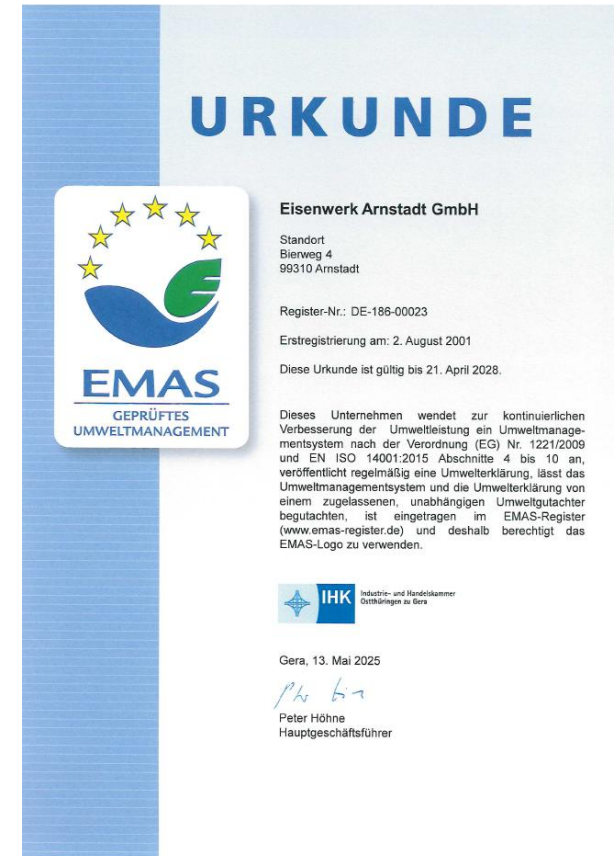 URKUNDE
EMAS
GEPRÜFTES
UMWELTMANAGEMENT
Eisenwerk Arnstadt GmbH
Standort
Bierweg 4
99310 Arnstadt
Register-Nr.: DE-186-00023
Erstregistrierung am: 2. August 2001
Diese Urkunde ist gültig bis 21. April 2028.
Dieses Unternehmen wendet zur kontinuierlichen
Verbesserung der Umweltleistung ein Umweltmanage-
mentsystem nach der Verordnung (EG) Nr. 1221/2009
und EN ISO 14001:2015 Abschnitte 4 bis 10 an,
veröffentlicht regelmäßig eine Umwelterklärung, lässt das
Umweltmanagementsystem und die Umwelterklärung von
einem zugelassenen, unabhängigen Umweltgutachter
begutachten, ist eingetragen im EMAS-Register
(www.emas-register.de) und deshalb berechtigt das
EMAS-Logo zu verwenden.
IHK
Industrie- und Handelskammer
Ostthüringen zu Gera
Gera, 13. Mai 2025
Peter Höhne
Hauptgeschäftsführer